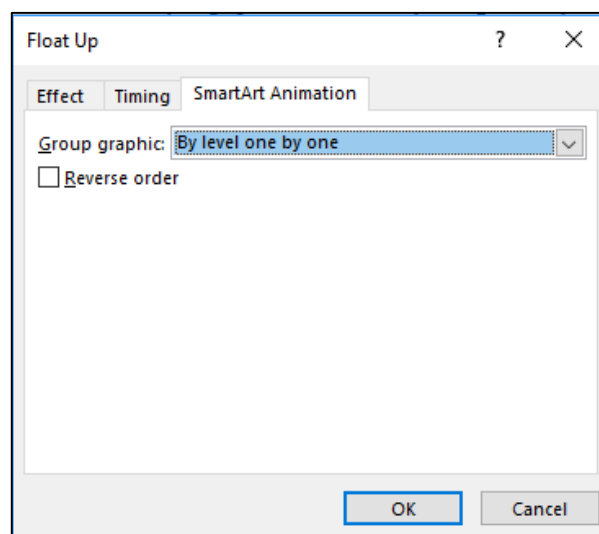 Float Up ?
Effect Timing SmartArt Animation
Group graphic: By level one by one
Reverse order
OK Cancel